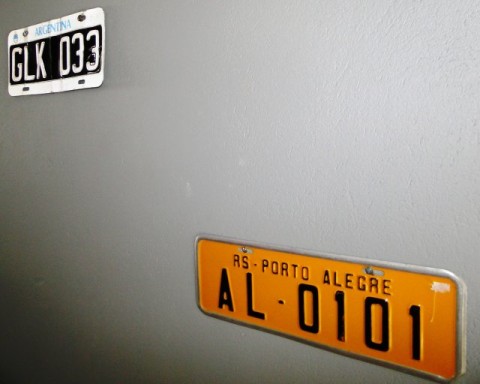 ARGENTINA
GLK 033
RS - PORTO ALEGRE
AL - 0101